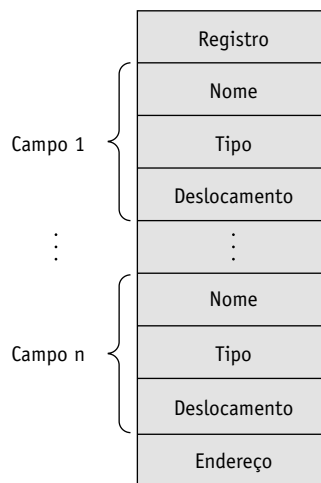 Registro
Campo 1
Nome
Tipo
Deslocamento
Campo n
Nome
Tipo
Deslocamento
Endereço